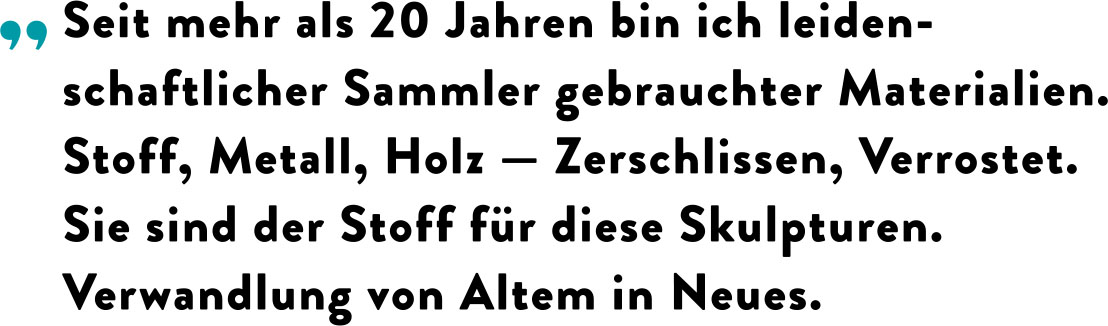 „Seit mehr als 20 Jahren bin ich leiden-
schaftlicher Sammler gebrauchter Materialien.
Stoff, Metall, Holz — Zerschlissen, Verrostet.
Sie sind der Stoff für diese Skulpturen.
Verwandlung von Altem in Neues.